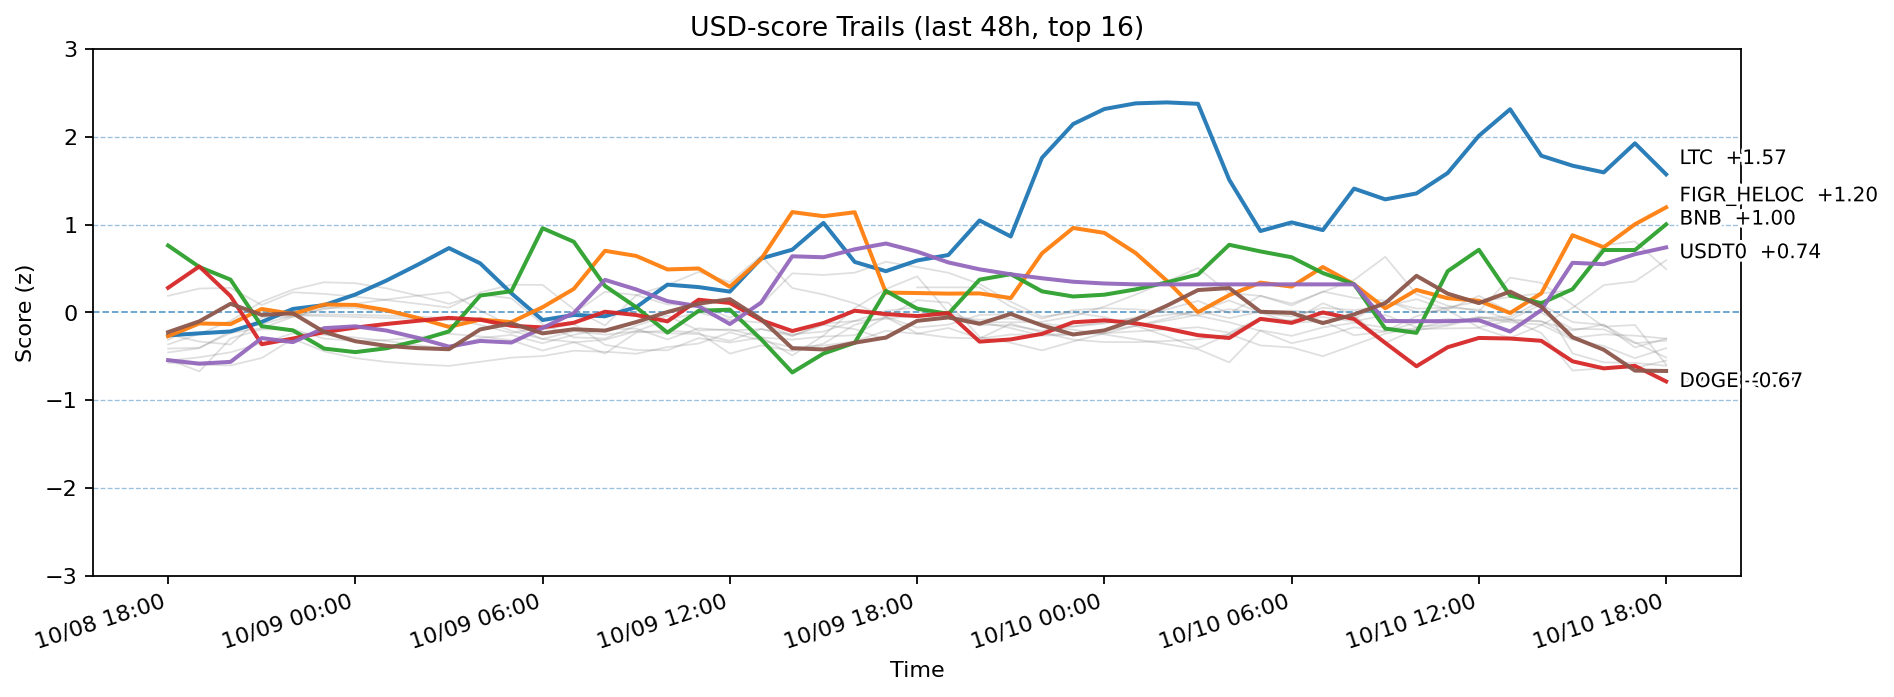 USD-score Trails (last 48h, top 16)
3
2
1
0
−1
−2
−3
Score (z)
LTC +1.57
FIGR_HELOC +1.20
BNB +1.00
USDT0 +0.74
DOGE
10/08 18:00
10/09 00:00
10/09 06:00
10/09 12:00
10/09 18:00
10/10 00:00
10/10 06:00
10/10 12:00
10/10 18:00
Time